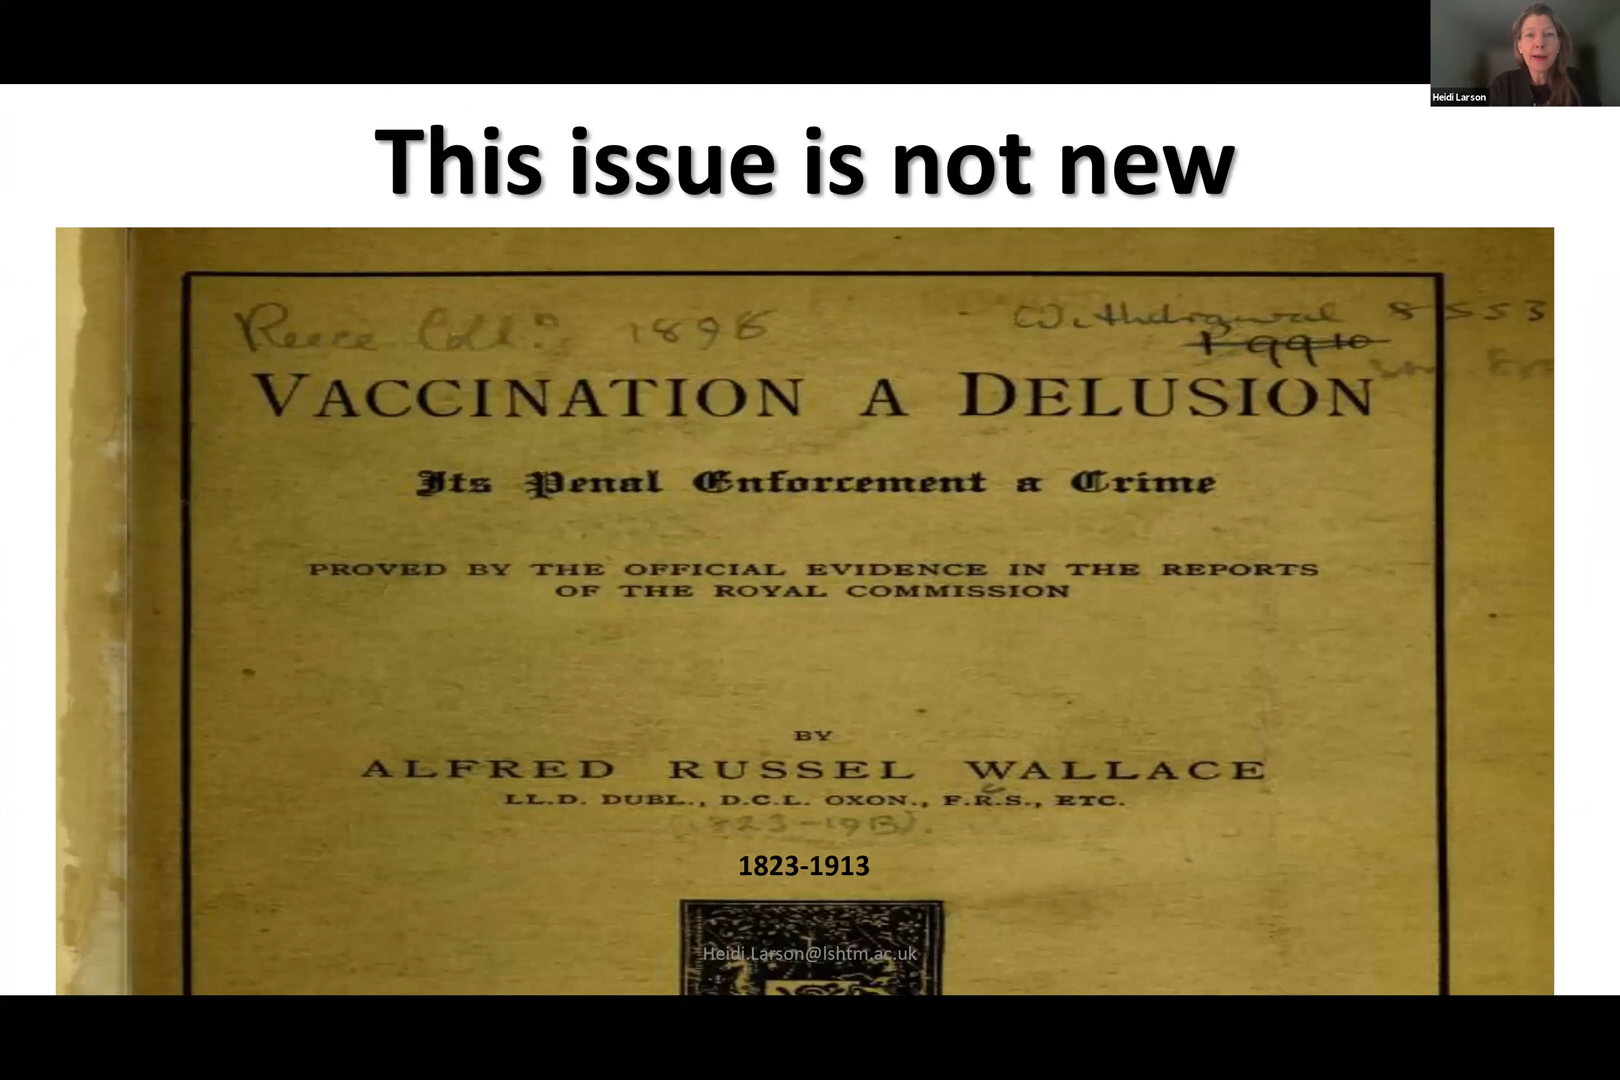 Heidi Larson
This issue is not new
Reece Coll? 1898 Withdrawal 8553
VACCINATION A DELUSION
Its Penal Enforcement a Crime
PROVED BY THE OFFICIAL EVIDENCE IN THE REPORTS
OF THE ROYAL COMMISSION
BY
ALFRED RUSSEL WALLACE
LL.D. DUBL., D.C.L. OXON., F.R.S., ETC.
(1823-1913).
1823-1913
Heidi.Larson@lshtm.ac.uk